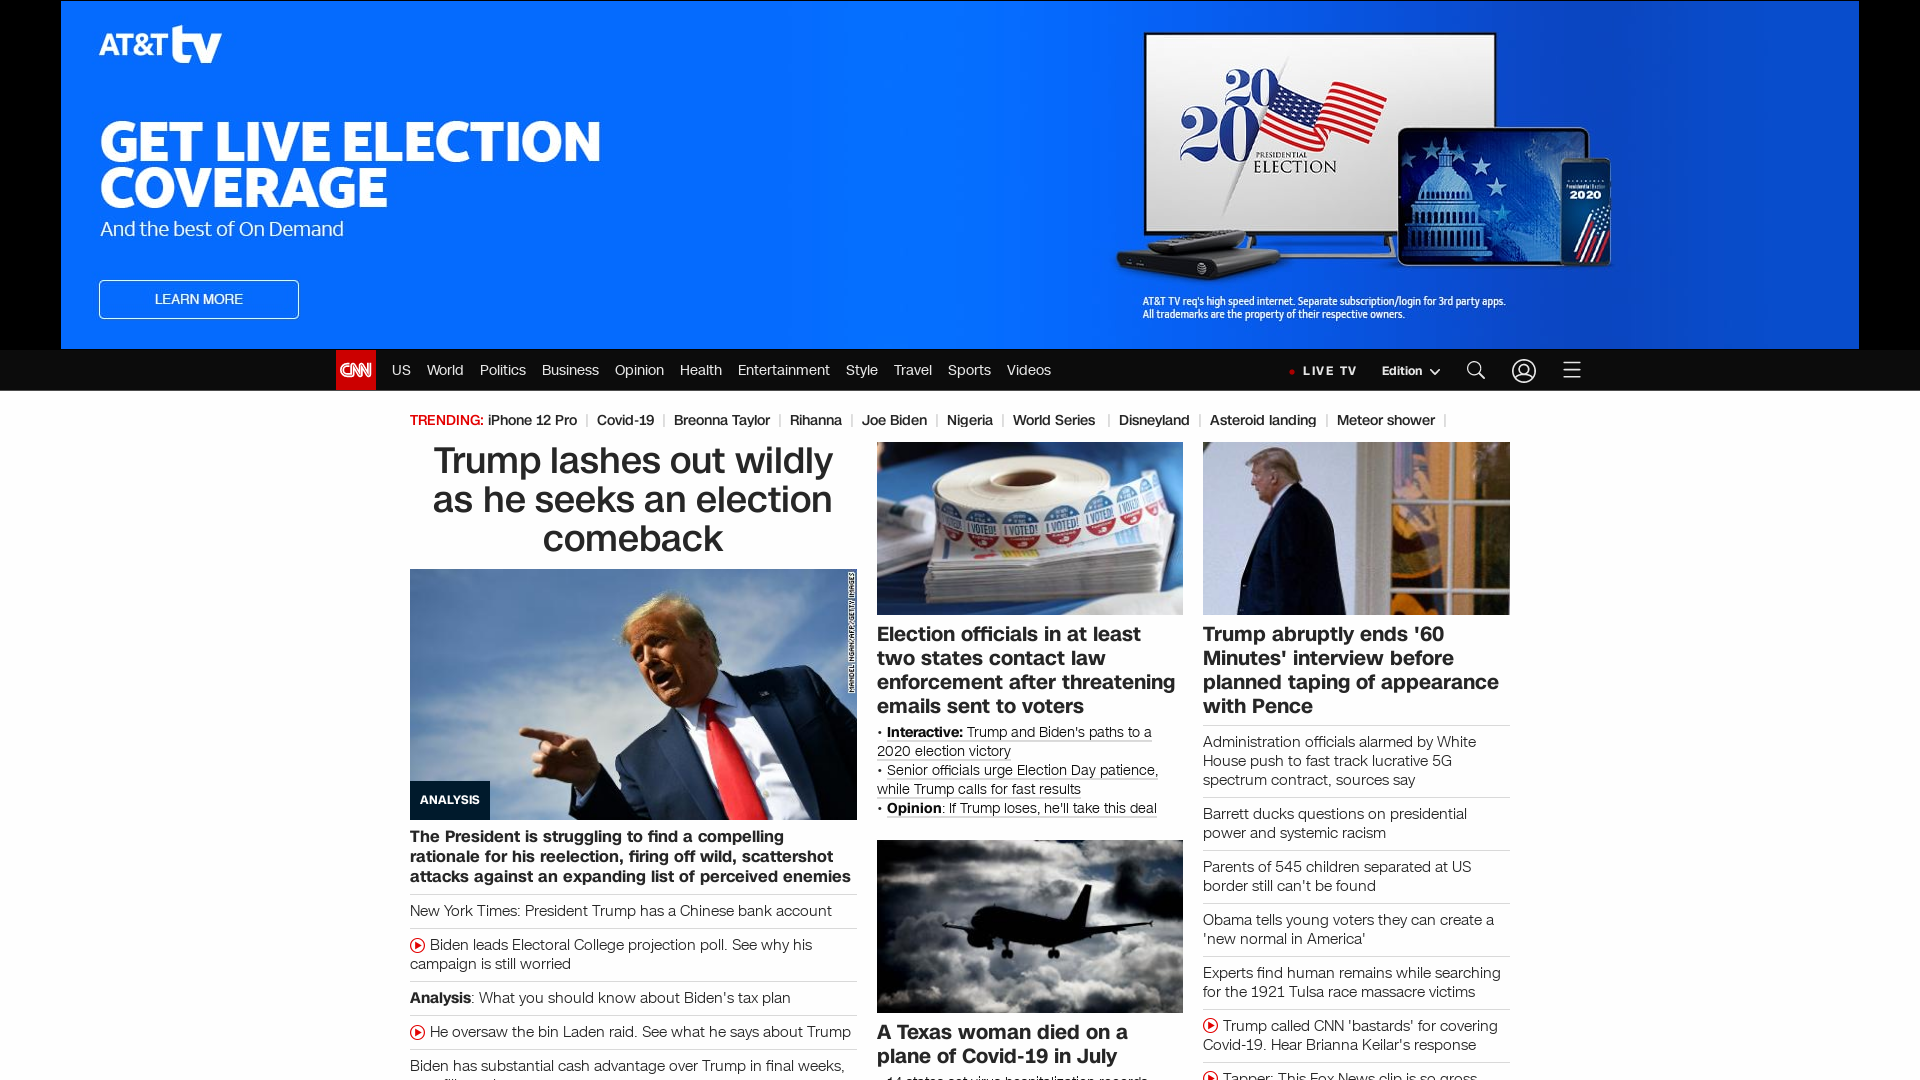 AT&T tv
GET LIVE ELECTION
COVERAGE
And the best of On Demand
LEARN MORE
20
20
PRESIDENTIAL
ELECTION
Presidential Election
2020
AT&T TV req's high speed internet. Separate subscription/login for 3rd party apps.
All trademarks are the property of their respective owners.
CNN US World Politics Business Opinion Health Entertainment Style Travel Sports Videos LIVE TV Edition
TRENDING: iPhone 12 Pro Covid-19 Breonna Taylor Rihanna Joe Biden Nigeria World Series Disneyland Asteroid landing Meteor shower
Trump lashes out wildly
as he seeks an election
comeback
MANDEL NGAN/AFP/GETTY IMAGES
ANALYSIS
The President is struggling to find a compelling
rationale for his reelection, firing off wild, scattershot
attacks against an expanding list of perceived enemies
New York Times: President Trump has a Chinese bank account
Biden leads Electoral College projection poll. See why his
campaign is still worried
Analysis: What you should know about Biden's tax plan
He oversaw the bin Laden raid. See what he says about Trump
Biden has substantial cash advantage over Trump in final weeks,
I VOTED! I VOTED! I VOTED! I VOTED!
Election officials in at least
two states contact law
enforcement after threatening
emails sent to voters
• Interactive: Trump and Biden's paths to a
2020 election victory
• Senior officials urge Election Day patience,
while Trump calls for fast results
• Opinion: If Trump loses, he'll take this deal
A Texas woman died on a
plane of Covid-19 in July
Trump abruptly ends '60
Minutes' interview before
planned taping of appearance
with Pence
Administration officials alarmed by White
House push to fast track lucrative 5G
spectrum contract, sources say
Barrett ducks questions on presidential
power and systemic racism
Parents of 545 children separated at US
border still can't be found
Obama tells young voters they can create a
'new normal in America'
Experts find human remains while searching
for the 1921 Tulsa race massacre victims
Trump called CNN 'bastards' for covering
Covid-19. Hear Brianna Keilar's response
Tapper: This Fox News clip is so gross